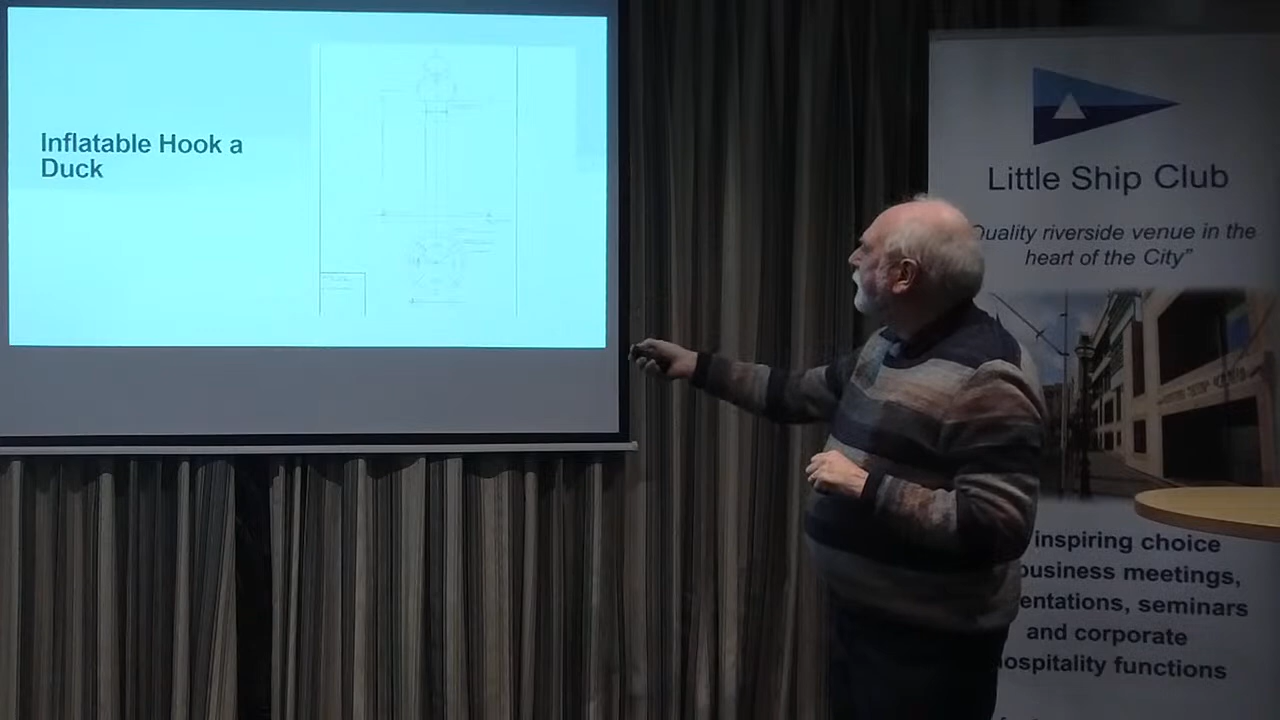 Inflatable Hook a
Duck
Little Ship Club
Quality riverside venue in the
heart of the City”
inspiring choice
business meetings,
seminars
and corporate
hospitality functions